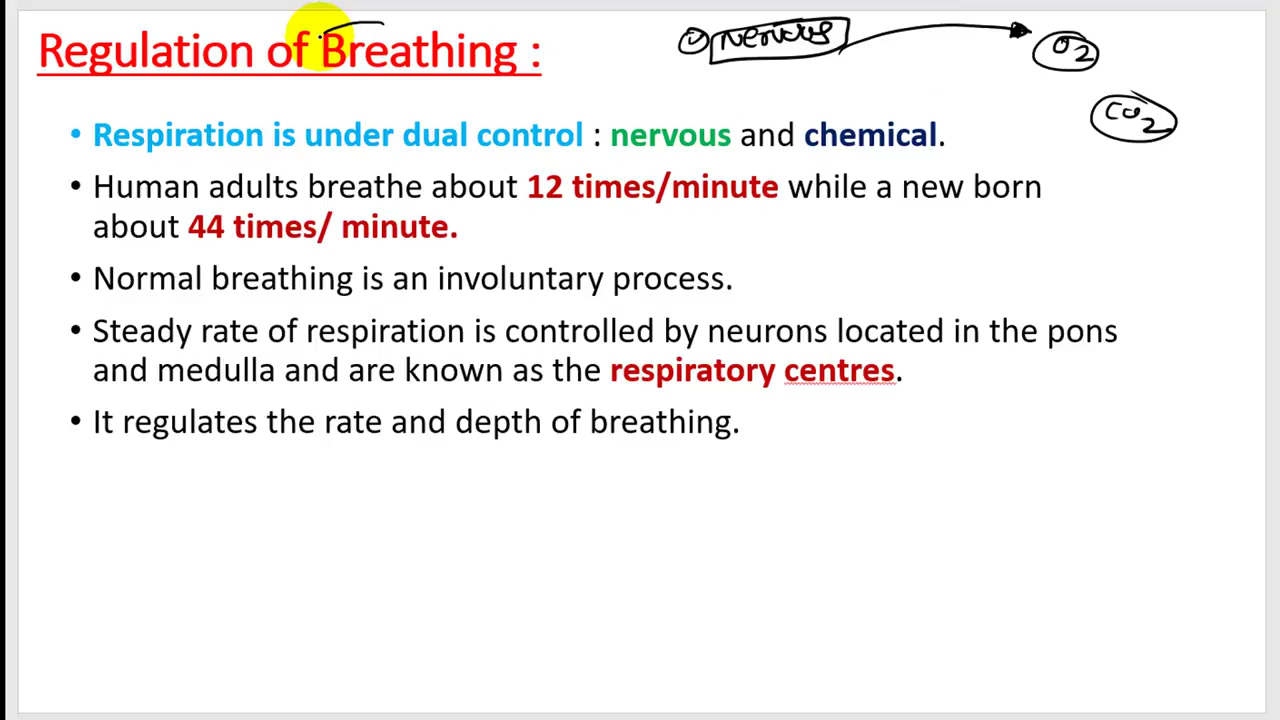 Regulation of Breathing :
① Nervous
O2
CO2
• Respiration is under dual control : nervous and chemical.
• Human adults breathe about 12 times/minute while a new born
about 44 times/ minute.
• Normal breathing is an involuntary process.
• Steady rate of respiration is controlled by neurons located in the pons
and medulla and are known as the respiratory centres.
• It regulates the rate and depth of breathing.